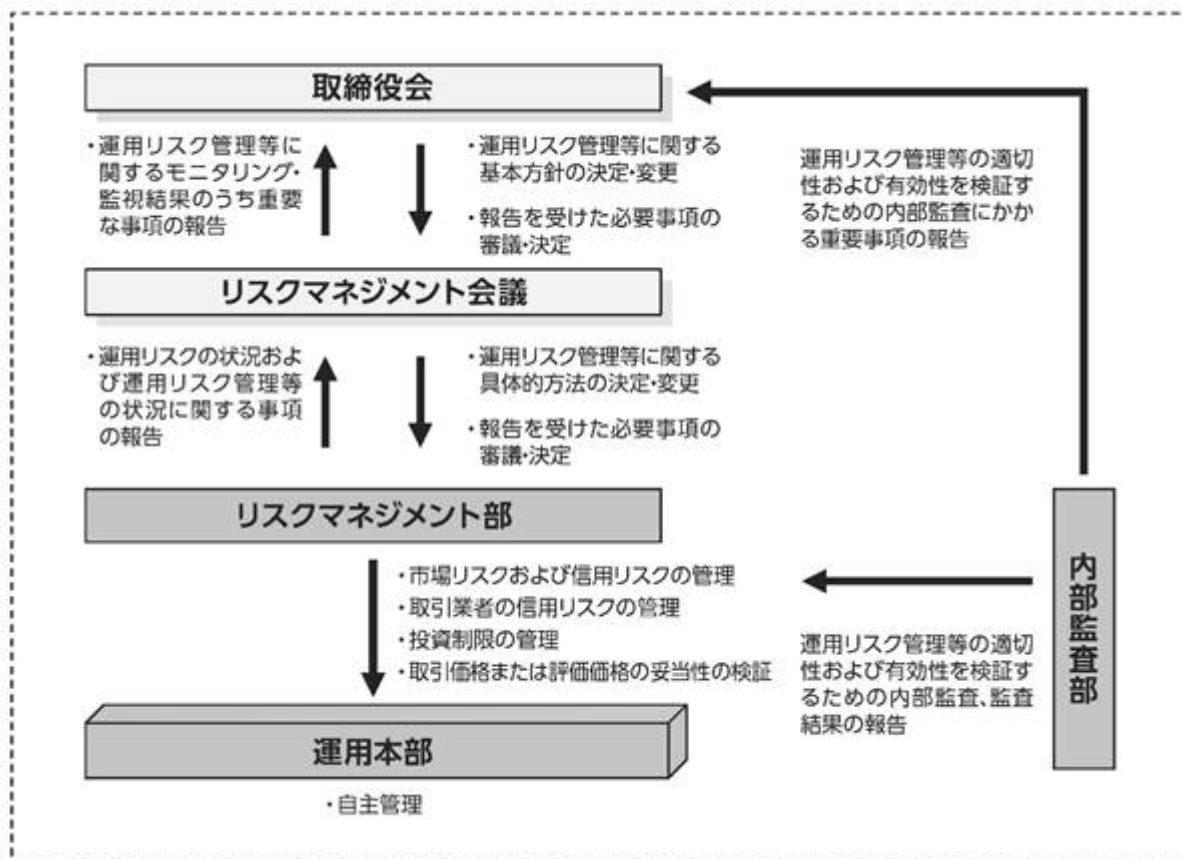 取締役会
・運用リスク管理等に
関するモニタリング・
監視結果のうち重要
な事項の報告
・運用リスク管理等に関する
基本方針の決定・変更
・報告を受けた必要事項の
審議・決定
運用リスク管理等の適切
性および有効性を検証す
るための内部監査にかか
る重要事項の報告
リスクマネジメント会議
・運用リスクの状況およ
び運用リスク管理等
の状況に関する事項
の報告
・運用リスク管理等に関する
具体的方法の決定・変更
・報告を受けた必要事項の
審議・決定
リスクマネジメント部
・市場リスクおよび信用リスクの管理
・取引業者の信用リスクの管理
・投資制限の管理
・取引価格または評価価格の妥当性の検証
運用リスク管理等の適切
性および有効性を検証す
るための内部監査、監査
結果の報告
内部監査部
運用本部
・自主管理